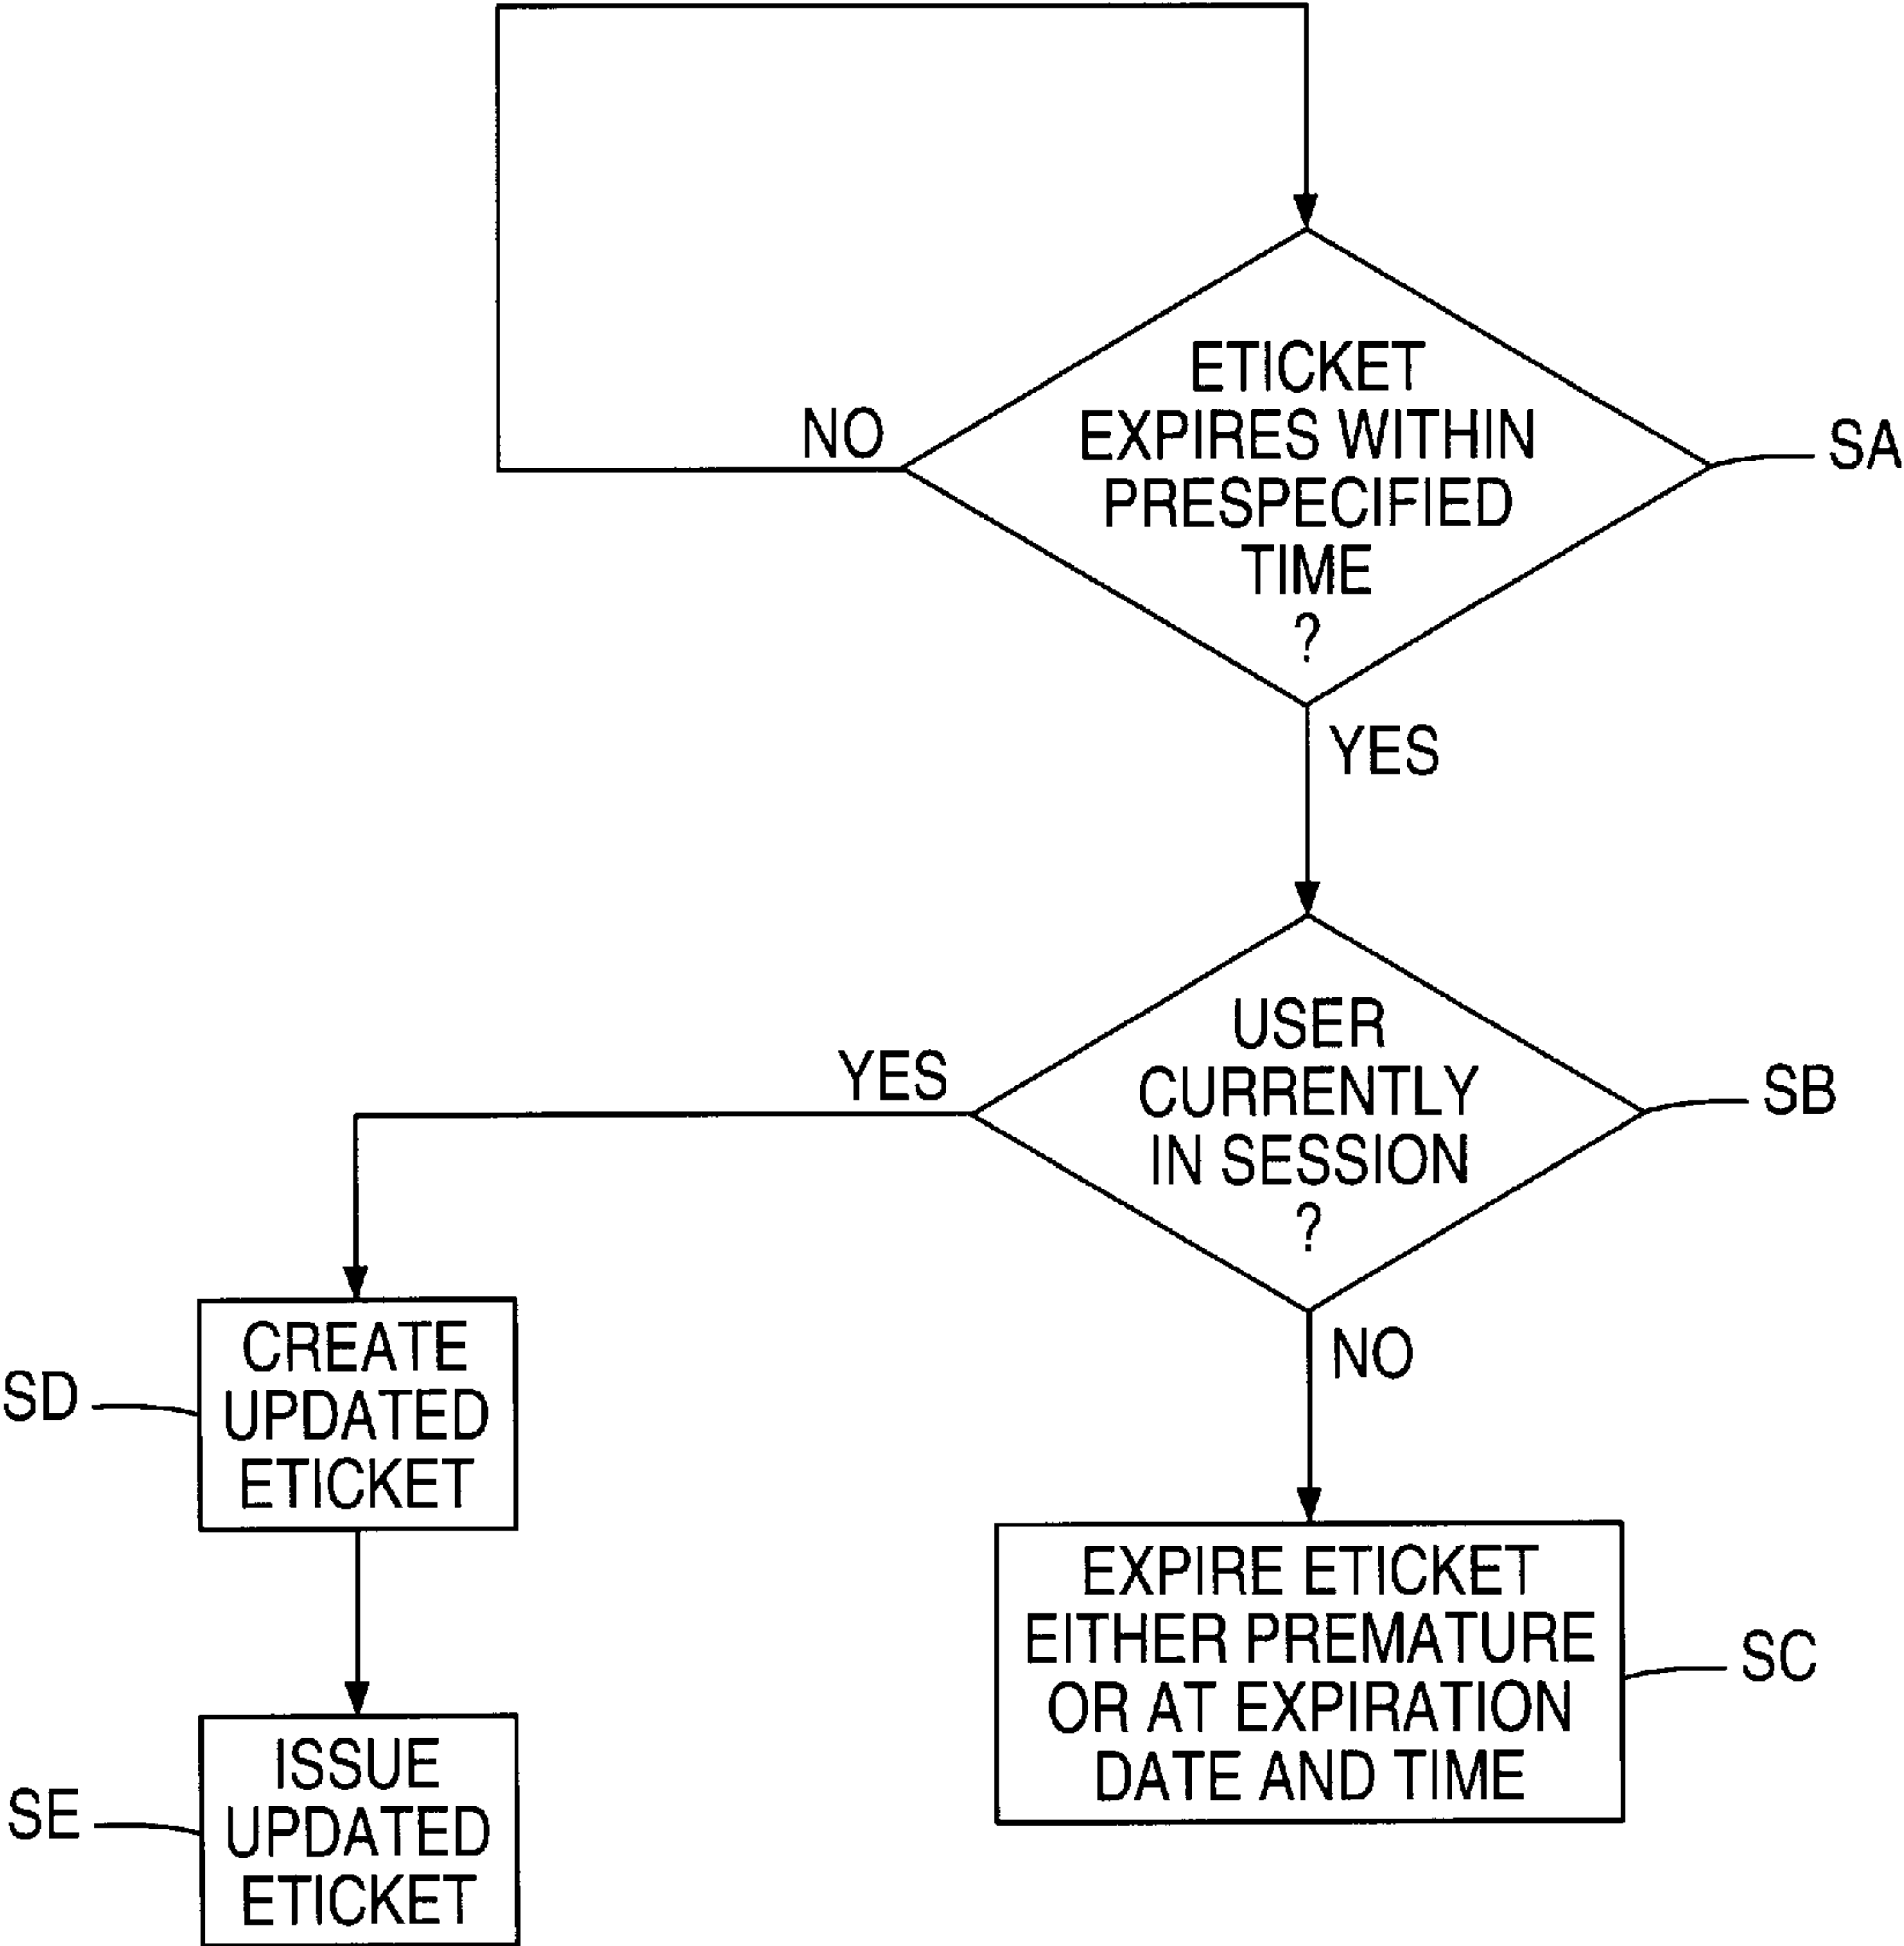 NO
ETICKET
EXPIRES WITHIN
PRESPECIFIED
TIME
?
SA
YES
USER
CURRENTLY
IN SESSION
?
SB
YES
NO
CREATE
UPDATED
ETICKET
SD
EXPIRE ETICKET
EITHER PREMATURE
OR AT EXPIRATION
DATE AND TIME
SC
ISSUE
UPDATED
ETICKET
SE